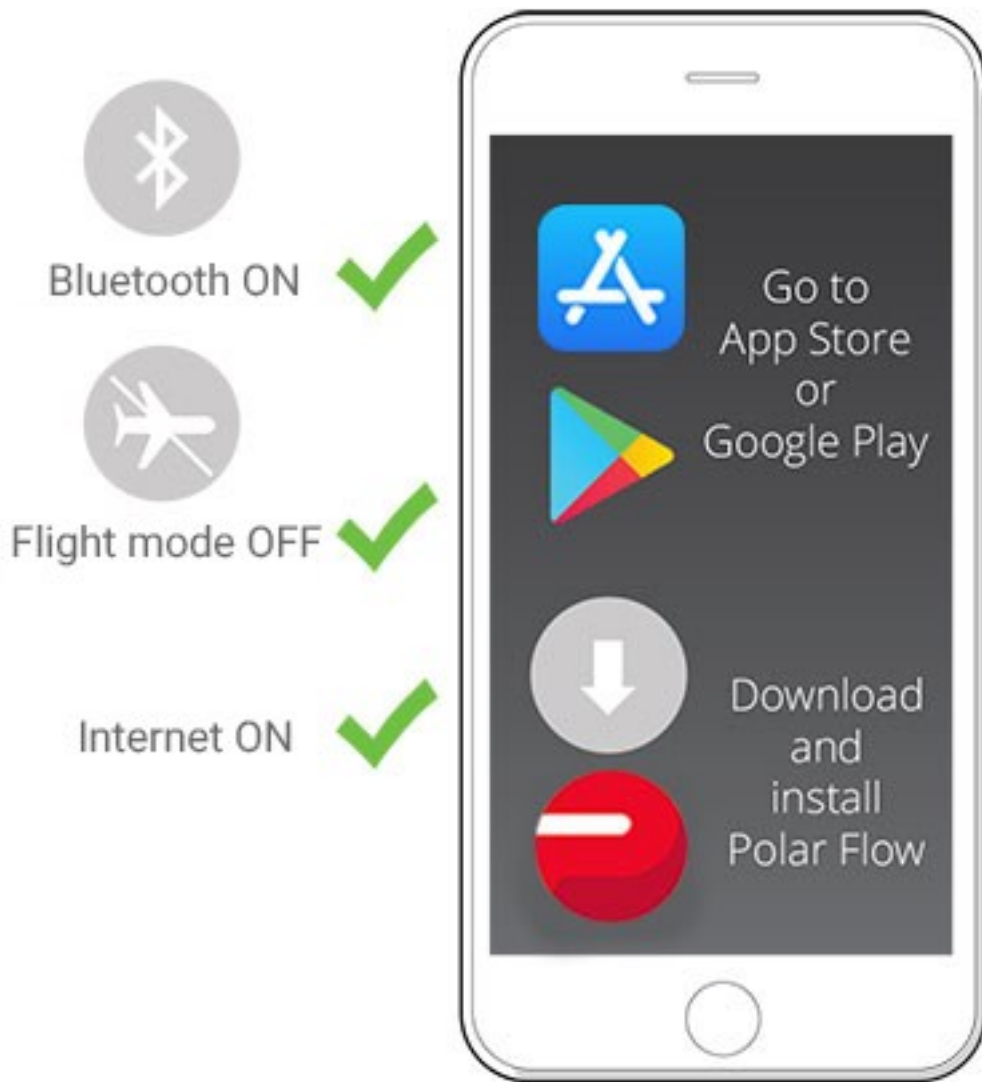 Bluetooth ON
Flight mode OFF
Internet ON
Go to
App Store
or
Google Play
Download
and
install
Polar Flow